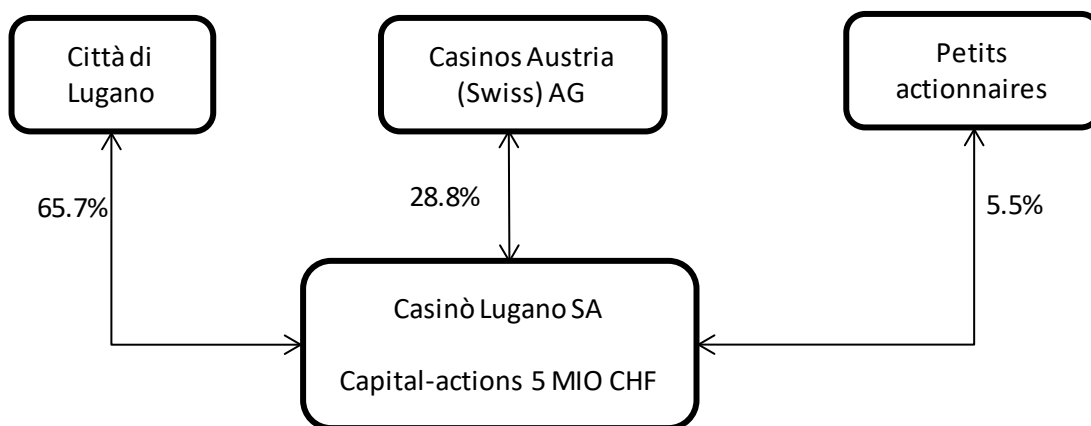 Città di
Lugano
Casinos Austria
(Swiss) AG
Petits
actionnaires
65.7%
28.8%
5.5%
Casinò Lugano SA
Capital-actions 5 MIO CHF